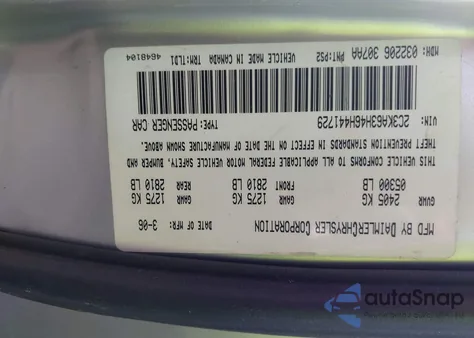 MFD BY DAIMLERCHRYSLER CORPORATION DATE OF MFR: 3-06
GVWR GAWR FRONT GAWR REAR
2405 KG 1275 KG 1275 KG
05300 LB 2810 LB 2810 LB
THIS VEHICLE CONFORMS TO ALL APPLICABLE FEDERAL MOTOR VEHICLE SAFETY, BUMPER AND
THEFT PREVENTION STANDARDS IN EFFECT ON THE DATE OF MANUFACTURE SHOWN ABOVE.
VIN: 2C3KA63H46H441729 TYPE: PASSENGER CAR
MDH: 032206 307AA PNT:PS2 VEHICLE MADE IN CANADA TRM:TLD1 4648104
autoSnap